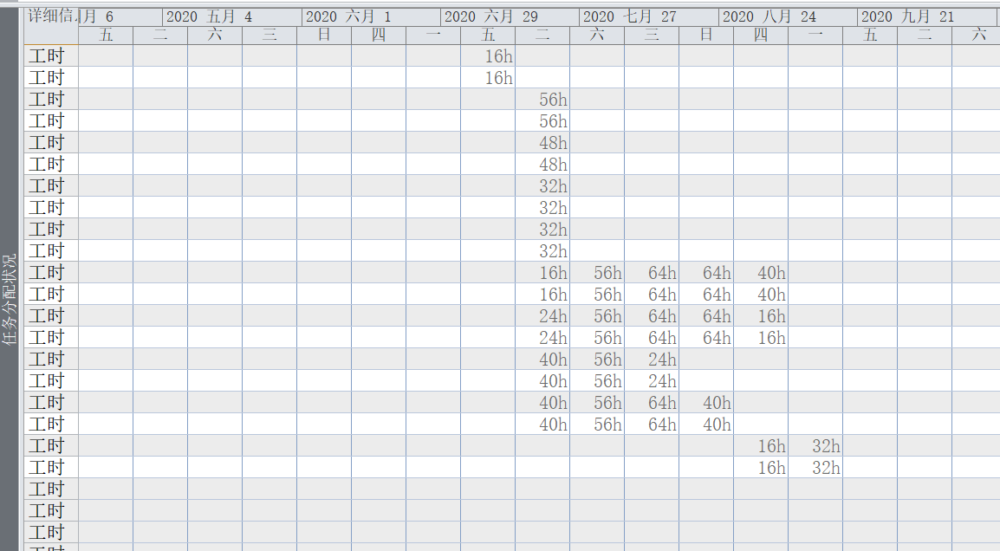 详细信
月 6 2020 五月 4 2020 六月 1 2020 六月 29 2020 七月 27 2020 八月 24 2020 九月 21
五 二 六 三 日 四 一 五 二 六 三 日 四 一 五 二 六
工时 16h
工时 16h
工时 56h
工时 56h
工时 48h
工时 48h
工时 32h
工时 32h
工时 32h
工时 32h
工时 16h 56h 64h 64h 40h
工时 16h 56h 64h 64h 40h
工时 24h 56h 64h 64h 16h
工时 24h 56h 64h 64h 16h
工时 40h 56h 24h
工时 40h 56h 24h
工时 40h 56h 64h 40h
工时 40h 56h 64h 40h
工时 16h 32h
工时 16h 32h
工时
工时
工时
任务分配状况